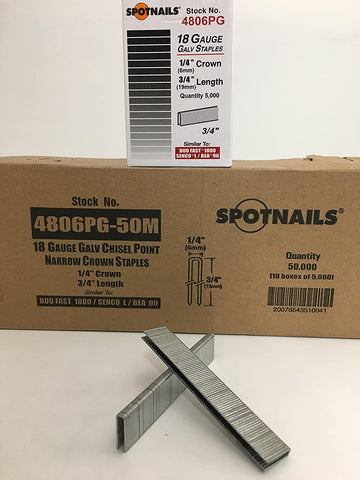 SPOTNAILS
Stock No.
4806PG
18 GAUGE
GALV STAPLES
1/4" Crown
(6mm)
3/4" Length
(19mm)
Quantity 5,000
3/4"
Similar To:
DUO FAST 1800
SENCO L / BEA 90
Stock No.
4806PG-50M
18 GAUGE GALV CHISEL POINT
NARROW CROWN STAPLES
1/4" Crown
3/4" Length
Similar To:
DUO FAST 1800 / SENCO L / BEA 90
1/4"
(6mm)
3/4"
(19mm)
SPOTNAILS®
Quantity
50,000
(10 boxes of 5,000)
20076543510041